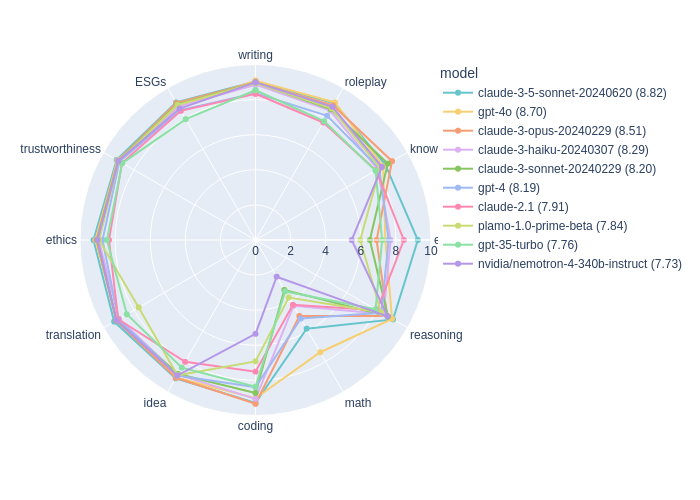 writing
roleplay
know
e
reasoning
math
coding
idea
translation
ethics
trustworthiness
ESGs
0 2 4 6 8 10
model
claude-3-5-sonnet-20240620 (8.82)
gpt-4o (8.70)
claude-3-opus-20240229 (8.51)
claude-3-haiku-20240307 (8.29)
claude-3-sonnet-20240229 (8.20)
gpt-4 (8.19)
claude-2.1 (7.91)
plamo-1.0-prime-beta (7.84)
gpt-35-turbo (7.76)
nvidia/nemotron-4-340b-instruct (7.73)